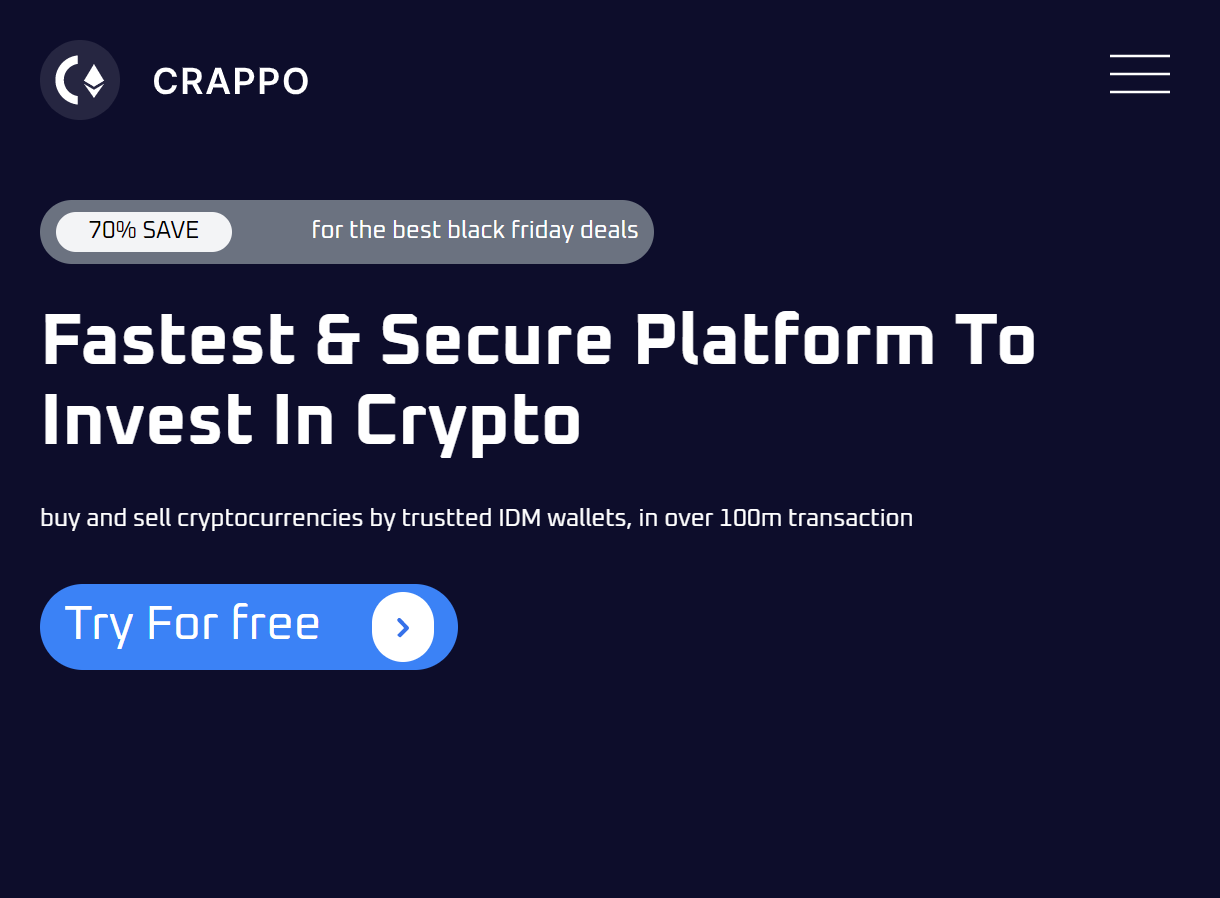 CRAPPO
70% SAVE for the best black friday deals
Fastest & Secure Platform To
Invest In Crypto
buy and sell cryptocurrencies by trustted IDM wallets, in over 100m transaction
Try For free